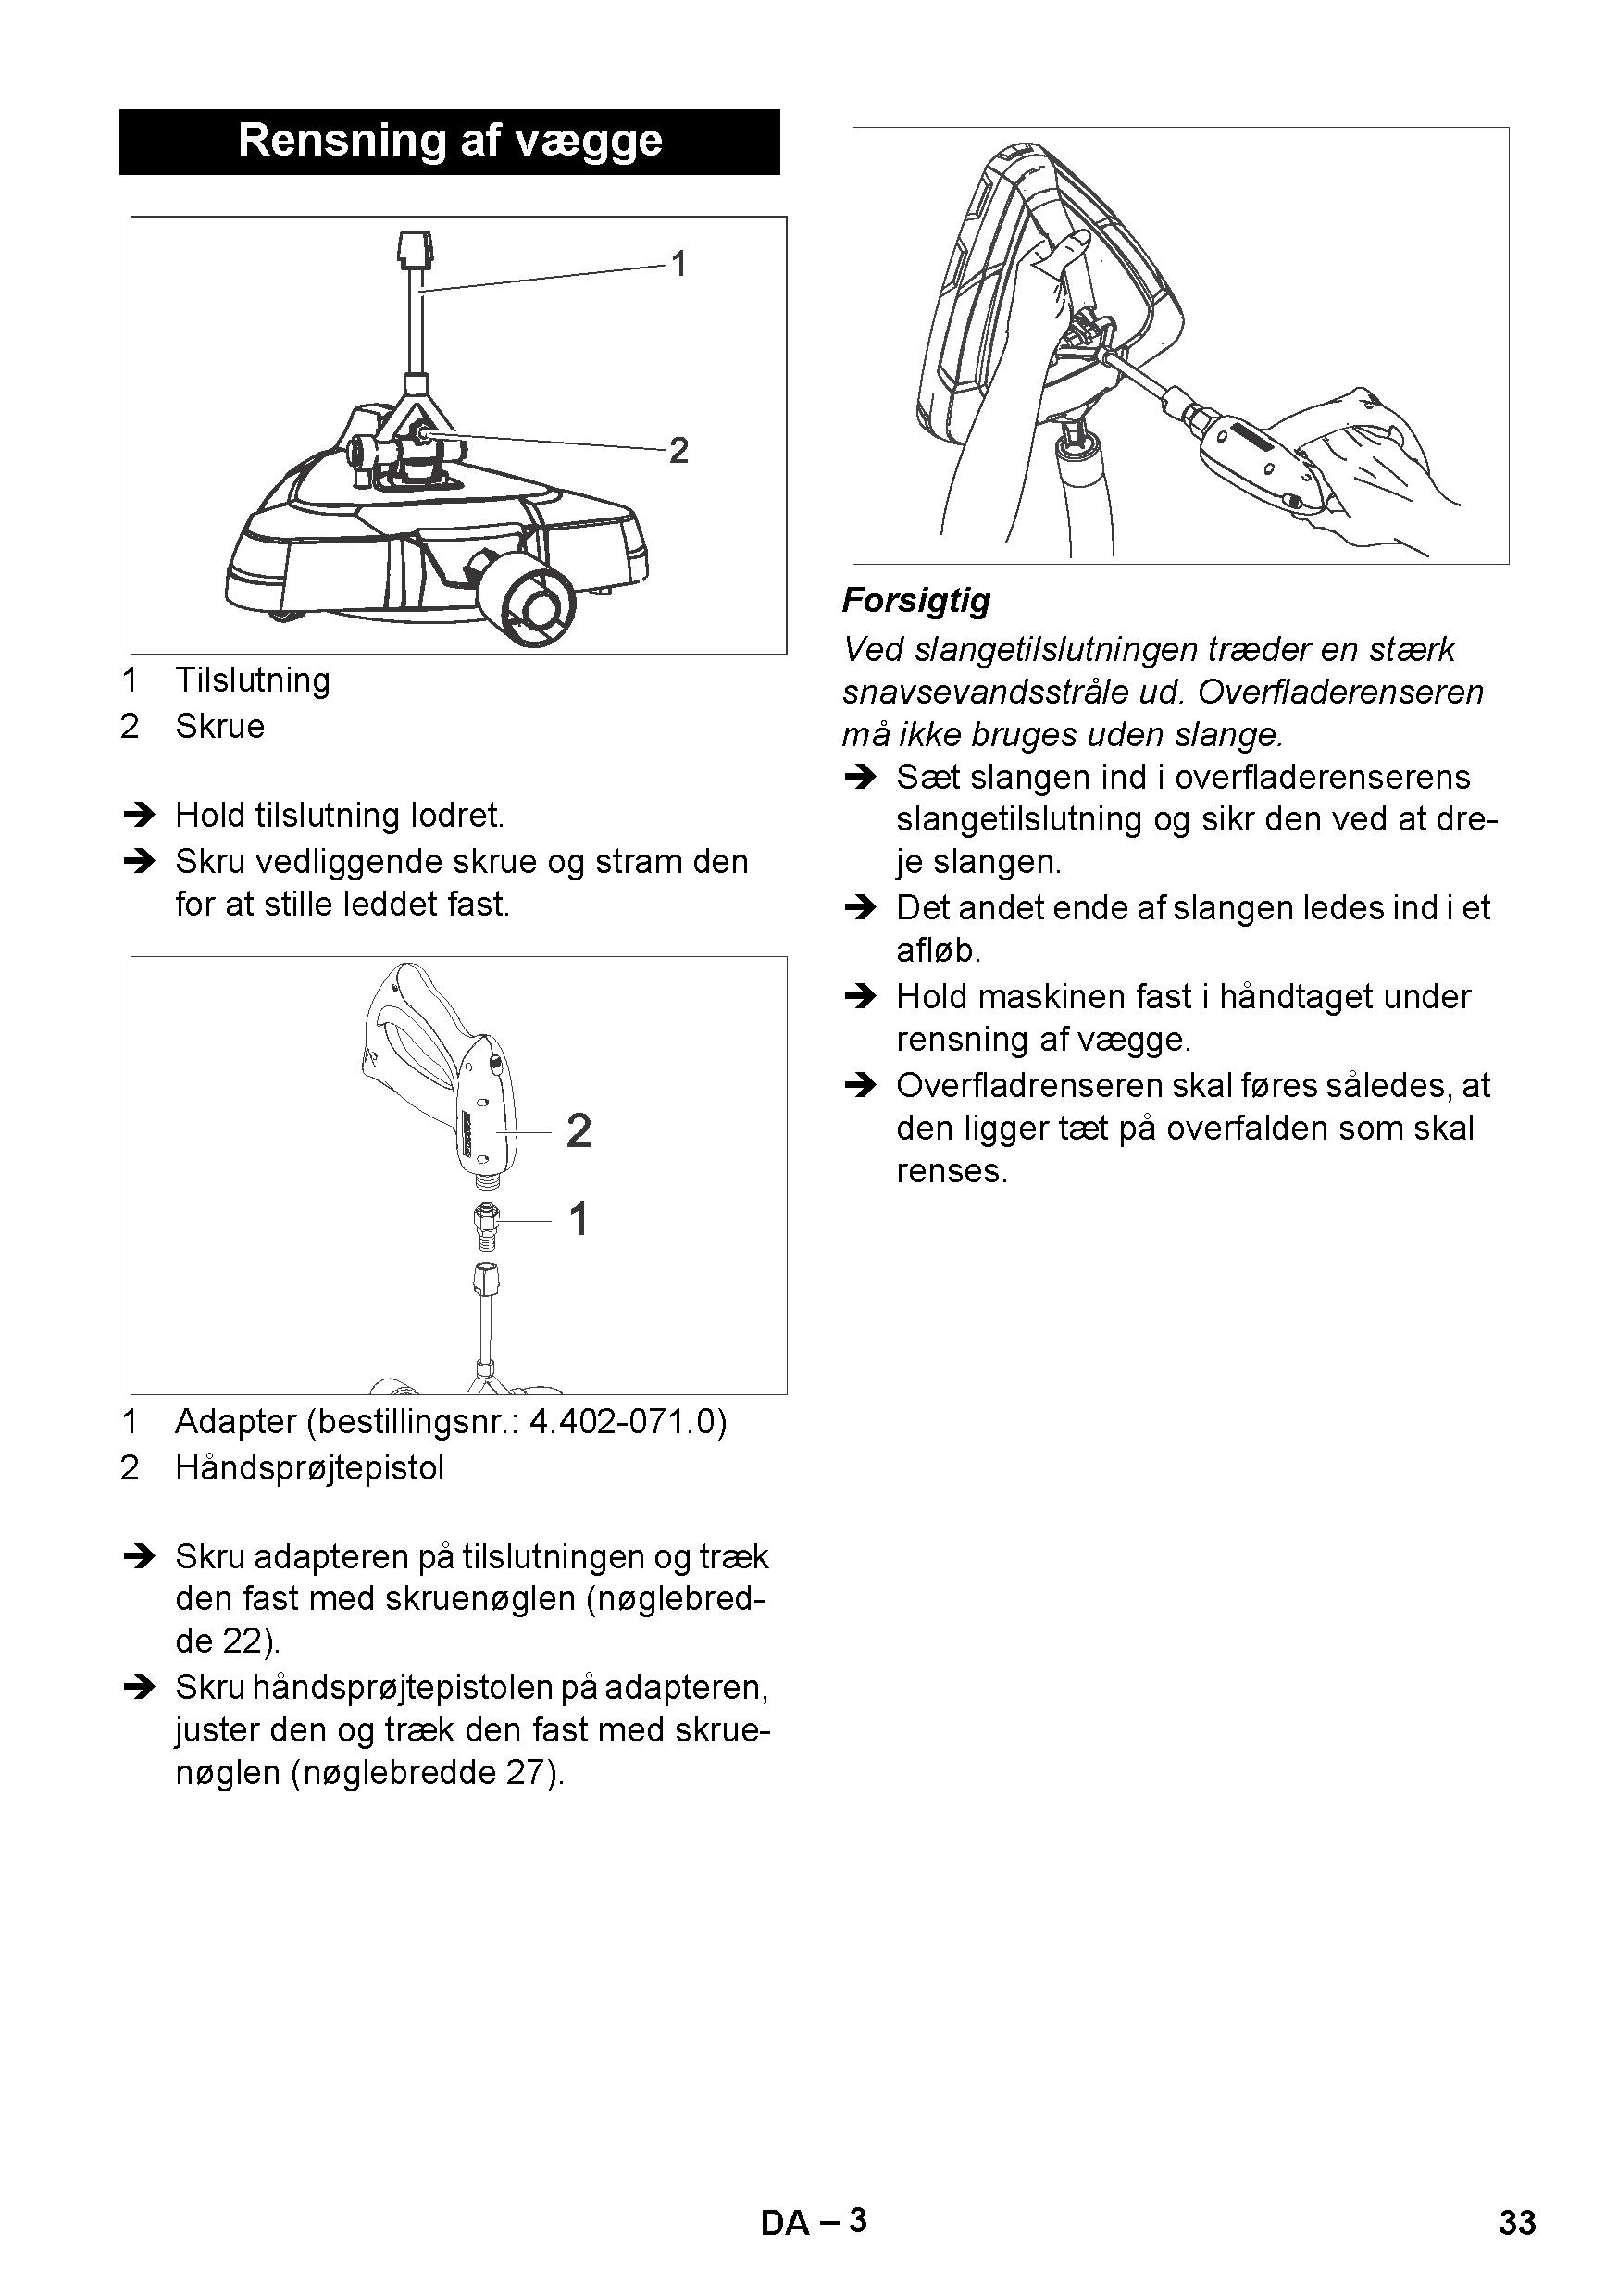 Rensning af vægge
1
2
1 Tilslutning
2 Skrue
➔ Hold tilslutning lodret.
➔ Skru vedliggende skrue og stram den
for at stille leddet fast.
2
1
1 Adapter (bestillingsnr.: 4.402-071.0)
2 Håndsprøjtepistol
➔ Skru adapteren på tilslutningen og træk
den fast med skruenøglen (nøglebred-
de 22).
➔ Skru håndsprøjtepistolen på adapteren,
juster den og træk den fast med skrue-
nøglen (nøglebredde 27).
Forsigtig
Ved slangetilslutningen træder en stærk
snavsevandsstråle ud. Overfladerenseren
må ikke bruges uden slange.
➔ Sæt slangen ind i overfladerenserens
slangetilslutning og sikr den ved at dre-
je slangen.
➔ Det andet ende af slangen ledes ind i et
afløb.
➔ Hold maskinen fast i håndtaget under
rensning af vægge.
➔ Overfladrenseren skal føres således, at
den ligger tæt på overfalden som skal
renses.
DA – 3
33